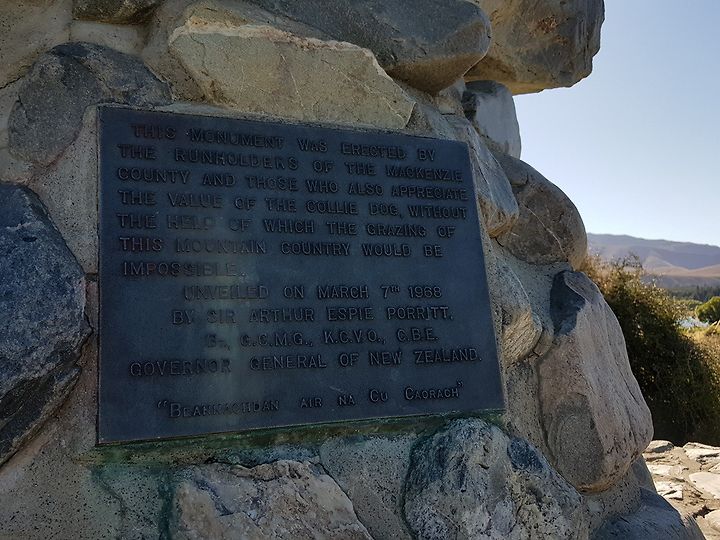 THIS MONUMENT WAS ERECTED BY
THE RUNHOLDERS OF THE MACKENZIE
COUNTY AND THOSE WHO ALSO APPRECIATE
THE VALUE OF THE COLLIE DOG, WITHOUT
THE HELP OF WHICH THE GRAZING OF
THIS MOUNTAIN COUNTRY WOULD BE
IMPOSSIBLE.
UNVEILED ON MARCH 7TH 1968
BY SIR ARTHUR ESPIE PORRITT.
BT., G.C.M.G., K.C.V.O., C.B.E.
GOVERNOR GENERAL OF NEW ZEALAND.
"BEANNACHDAN AIR NA CU CAORACH"